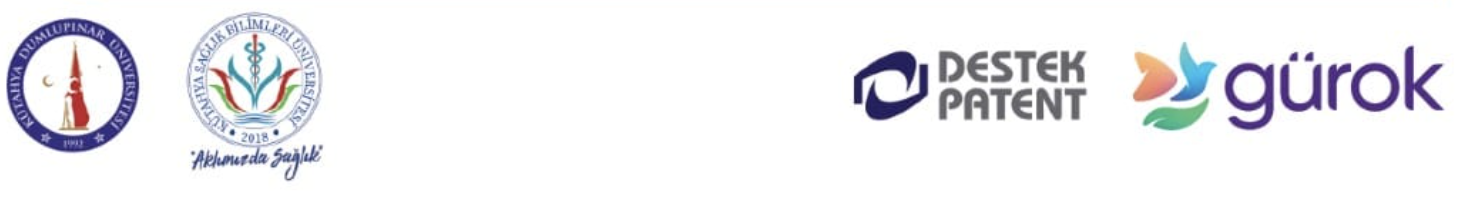 KÜTAHYA DUMLUPINAR ÜNİVERSİTESİ
1992
KÜTAHYA SAĞLIK BİLİMLERİ ÜNİVERSİTESİ
2018
"Aklımızda Sağlık"
DESTEK
PATENT
gürok